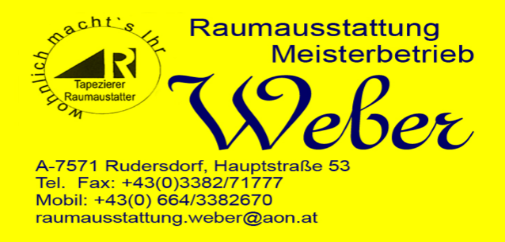 wohnlich macht`s Ihr
R
Tapezierer
Raumaustatter
Raumausstattung
Meisterbetrieb
Weber
A-7571 Rudersdorf, Hauptstraße 53
Tel. Fax: +43(0)3382/71777
Mobil: +43(0) 664/3382670
raumausstattung.weber@aon.at